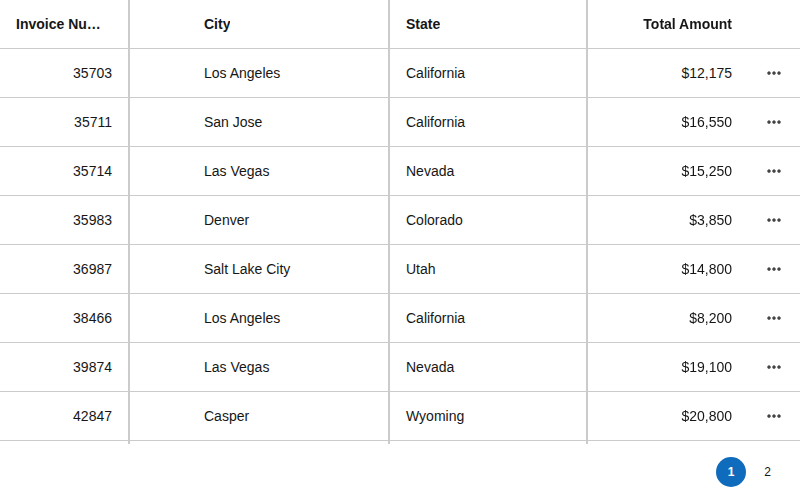 Invoice Nu… City State Total Amount
35703 Los Angeles California $12,175
35711 San Jose California $16,550
35714 Las Vegas Nevada $15,250
35983 Denver Colorado $3,850
36987 Salt Lake City Utah $14,800
38466 Los Angeles California $8,200
39874 Las Vegas Nevada $19,100
42847 Casper Wyoming $20,800
1 2